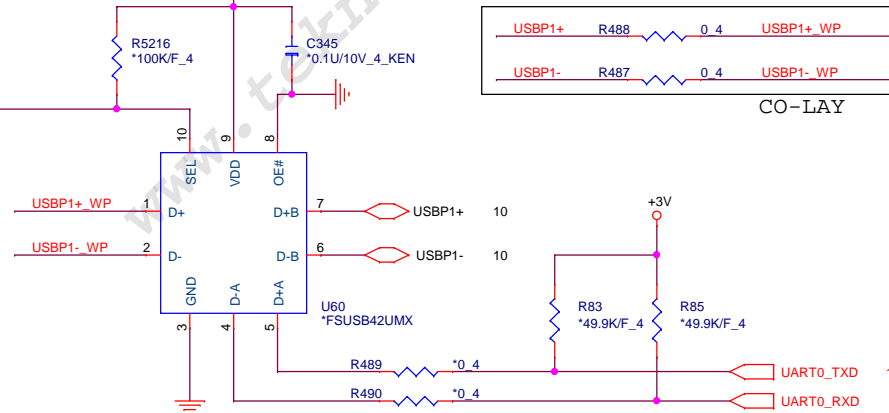 USBP1+ R488 0_4 USBP1+_WP
USBP1- R487 0_4 USBP1-_WP
CO-LAY
R5216
*100K/F_4
C345
*0.1U/10V_4_KEN
10 9 8
SEL VDD OE#
USBP1+_WP 1 D+ D+B 7 USBP1+ 10
USBP1-_WP 2 D- D-B 6 USBP1- 10
GND D-A D+A
3 4 5
U60
*FSUSB42UMX
+3V
R83
*49.9K/F_4
R85
*49.9K/F_4
R489 *0_4 UART0_TXD
R490 *0_4 UART0_RXD